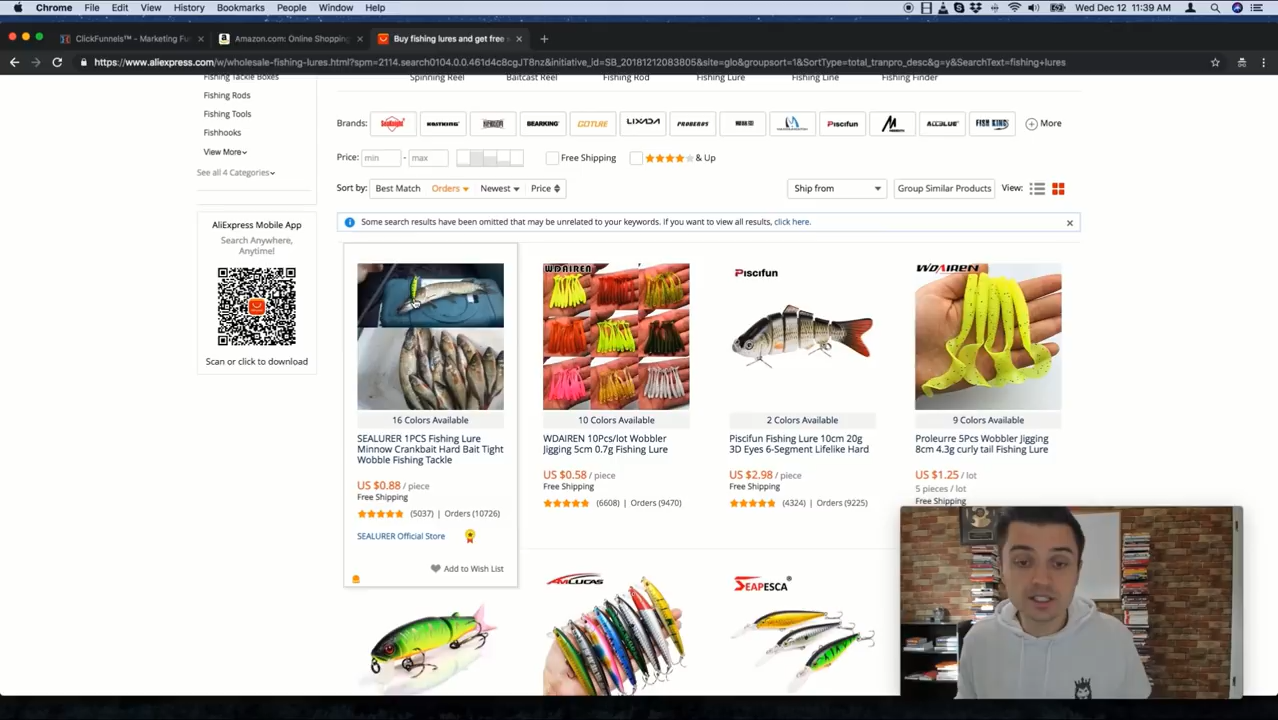 Chrome File Edit View History Bookmarks People Window Help
Wed Dec 12 11:39 AM
ClickFunnels™ - Marketing Fu
Amazon.com: Online Shopping
Buy fishing lures and get free
https://www.aliexpress.com/w/wholesale-fishing-lures.html?spm=2114.search0104.0.0.461d4c8cgJT8nz&initiative_id=SB_20181212083805&site=glo&groupsort=1&SortType=total_tranpro_desc&g=y&SearchText=fishing+lures
Fishing Tackle Boxes
Spinning Reel Baitcast Reel Fishing Rod Fishing Lure Fishing Line Fishing Finder
Fishing Rods
Fishing Tools
Fishhooks
View More
See all 4 Categories
Brands:
SeaKnight
BEARKING
GOTURE
LIXADA
PROBEROS
Piscifun
ALLBLUE
FISH KING
More
Price: min - max Free Shipping & Up
Sort by: Best Match Orders Newest Price Ship from Group Similar Products View:
Some search results have been omitted that may be unrelated to your keywords. If you want to view all results, click here.
AliExpress Mobile App
Search Anywhere,
Anytime!
Scan or click to download
16 Colors Available
SEALURER 1PCS Fishing Lure
Minnow Crankbait Hard Bait Tight
Wobble Fishing Tackle
US $0.88 / piece
Free Shipping
(5037) | Orders (10726)
SEALURER Official Store
Add to Wish List
WDAIREN
10 Colors Available
WDAIREN 10Pcs/lot Wobbler
Jigging 5cm 0.7g Fishing Lure
US $0.58 / piece
Free Shipping
(6608) | Orders (9470)
Piscifun
2 Colors Available
Piscifun Fishing Lure 10cm 20g
3D Eyes 6-Segment Lifelike Hard
US $2.98 / piece
Free Shipping
(4324) | Orders (9225)
WDAIREN
9 Colors Available
Proleurre 5Pcs Wobbler Jigging
8cm 4.3g curly tail Fishing Lure
US $1.25 / lot
5 pieces / lot
Free Shipping
AMLUCAS
SEAPESCA